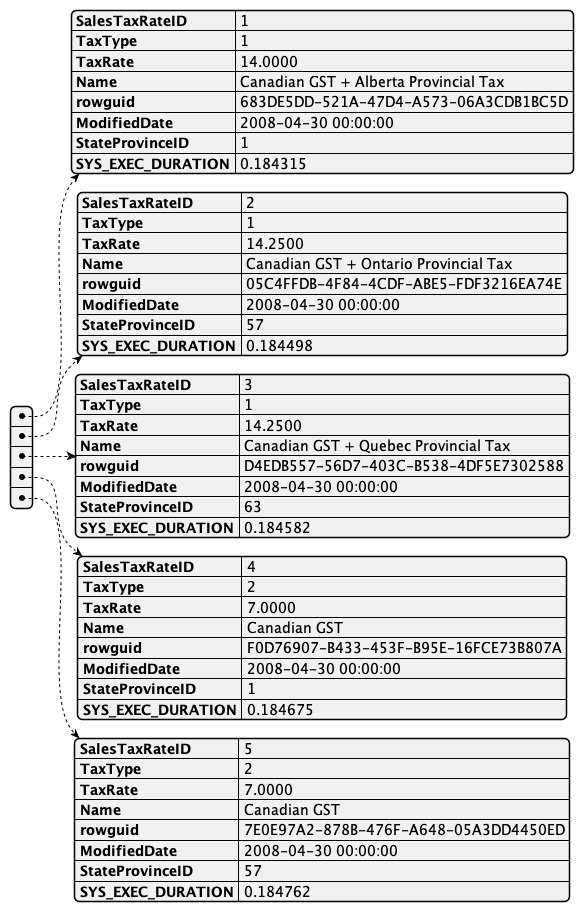 SalesTaxRateID 1
TaxType 1
TaxRate 14.0000
Name Canadian GST + Alberta Provincial Tax
rowguid 683DE5DD-521A-47D4-A573-06A3CDB1BC5D
ModifiedDate 2008-04-30 00:00:00
StateProvinceID 1
SYS_EXEC_DURATION 0.184315
SalesTaxRateID 2
TaxType 1
TaxRate 14.2500
Name Canadian GST + Ontario Provincial Tax
rowguid 05C4FFDB-4F84-4CDF-ABE5-FDF3216EA74E
ModifiedDate 2008-04-30 00:00:00
StateProvinceID 57
SYS_EXEC_DURATION 0.184498
SalesTaxRateID 3
TaxType 1
TaxRate 14.2500
Name Canadian GST + Quebec Provincial Tax
rowguid D4EDB557-56D7-403C-B538-4DF5E7302588
ModifiedDate 2008-04-30 00:00:00
StateProvinceID 63
SYS_EXEC_DURATION 0.184582
SalesTaxRateID 4
TaxType 2
TaxRate 7.0000
Name Canadian GST
rowguid F0D76907-B433-453F-B95E-16FCE73B807A
ModifiedDate 2008-04-30 00:00:00
StateProvinceID 1
SYS_EXEC_DURATION 0.184675
SalesTaxRateID 5
TaxType 2
TaxRate 7.0000
Name Canadian GST
rowguid 7E0E97A2-878B-476F-A648-05A3DD4450ED
ModifiedDate 2008-04-30 00:00:00
StateProvinceID 57
SYS_EXEC_DURATION 0.184762